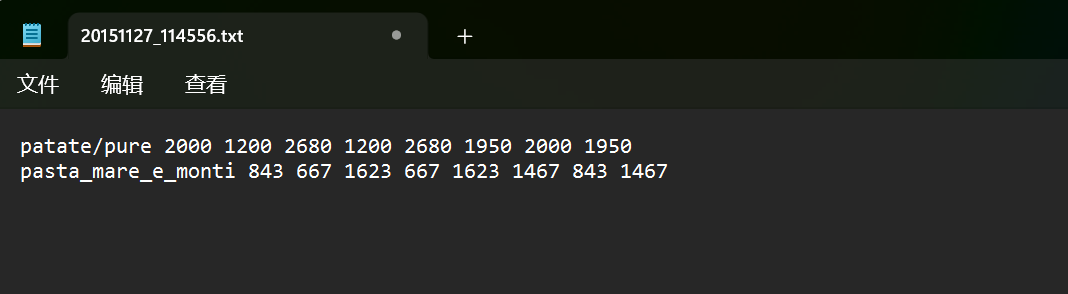 20151127_114556.txt
文件 编辑 查看
patate/pure 2000 1200 2680 1200 2680 1950 2000 1950
pasta_mare_e_monti 843 667 1623 667 1623 1467 843 1467